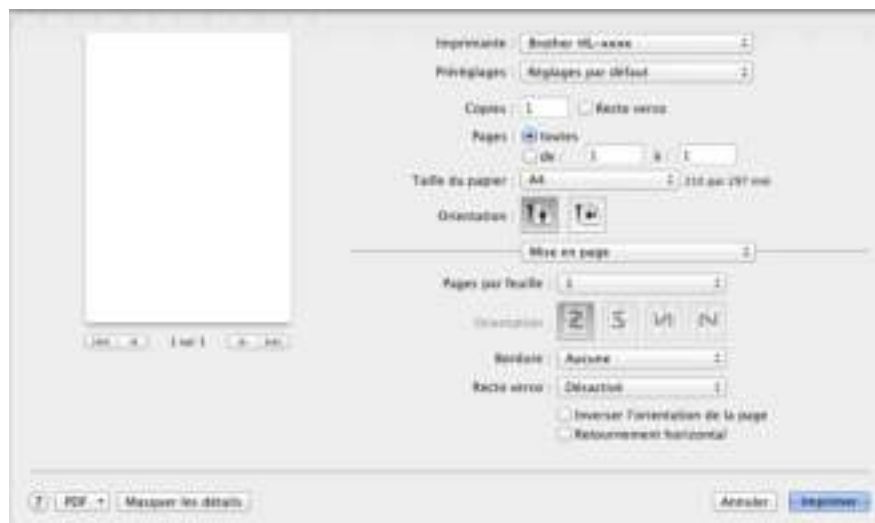 Imprimante : Brother HL-xxxx
Préréglages : Réglages par défaut
Copies : 1 Recto verso
Pages : toutes
de : 1 à : 1
Taille du papier : A4 210 par 297 mm
Orientation :
Mise en page
Pages par feuille : 1
Orientation
Bordure : Aucune
Recto verso : Désactivé
Inverser l'orientation de la page
Retournement horizontal
1 sur 1
? PDF Masquer les détails Annuler Imprimer